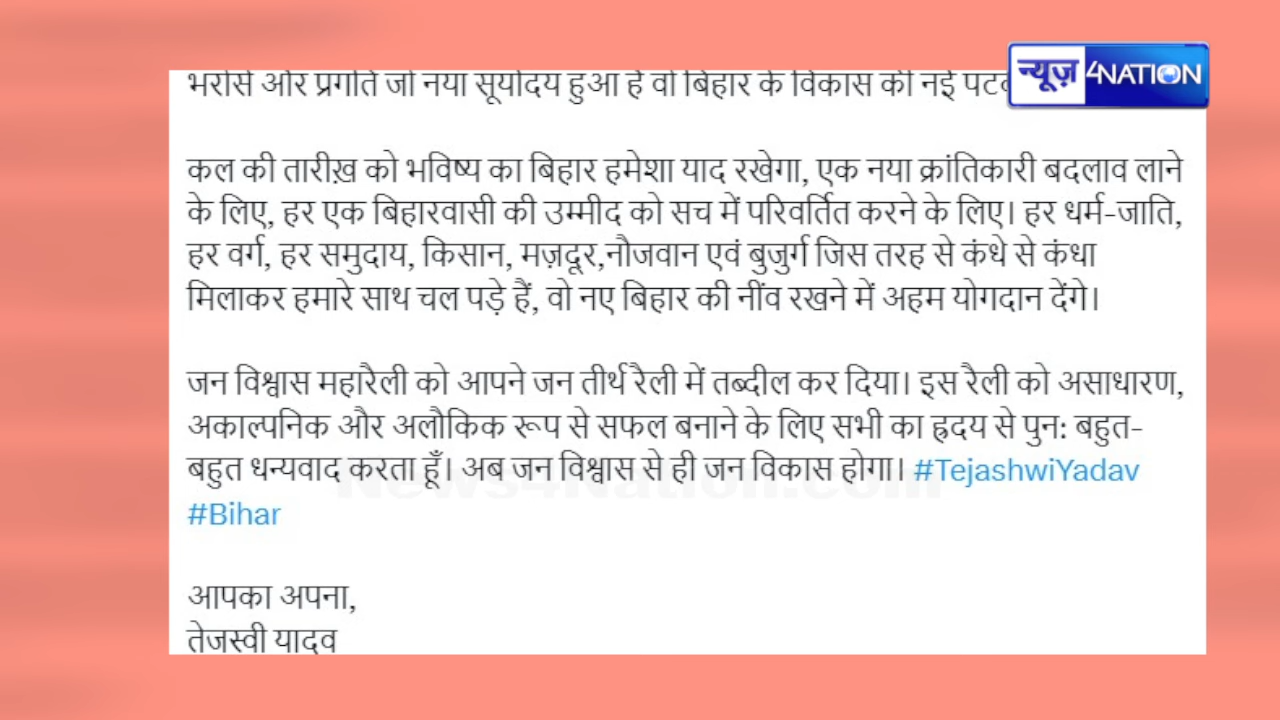 न्यूज़ 4NATION
भरोसे और प्रगति जो नया सूर्योदय हुआ है वो बिहार के विकास की नई
कल की तारीख़ को भविष्य का बिहार हमेशा याद रखेगा, एक नया क्रांतिकारी बदलाव लाने
के लिए, हर एक बिहारवासी की उम्मीद को सच में परिवर्तित करने के लिए। हर धर्म-जाति,
हर वर्ग, हर समुदाय, किसान, मज़दूर,नौजवान एवं बुजुर्ग जिस तरह से कंधे से कंधा
मिलाकर हमारे साथ चल पड़े हैं, वो नए बिहार की नींव रखने में अहम योगदान देंगे।
जन विश्वास महारैली को आपने जन तीर्थ रैली में तब्दील कर दिया। इस रैली को असाधारण,
अकाल्पनिक और अलौकिक रूप से सफल बनाने के लिए सभी का ह्रदय से पुन: बहुत-
बहुत धन्यवाद करता हूँ। अब जन विश्वास से ही जन विकास होगा। #TejashwiYadav
News4Nation.com
#Bihar
आपका अपना,
तेजस्वी यादव